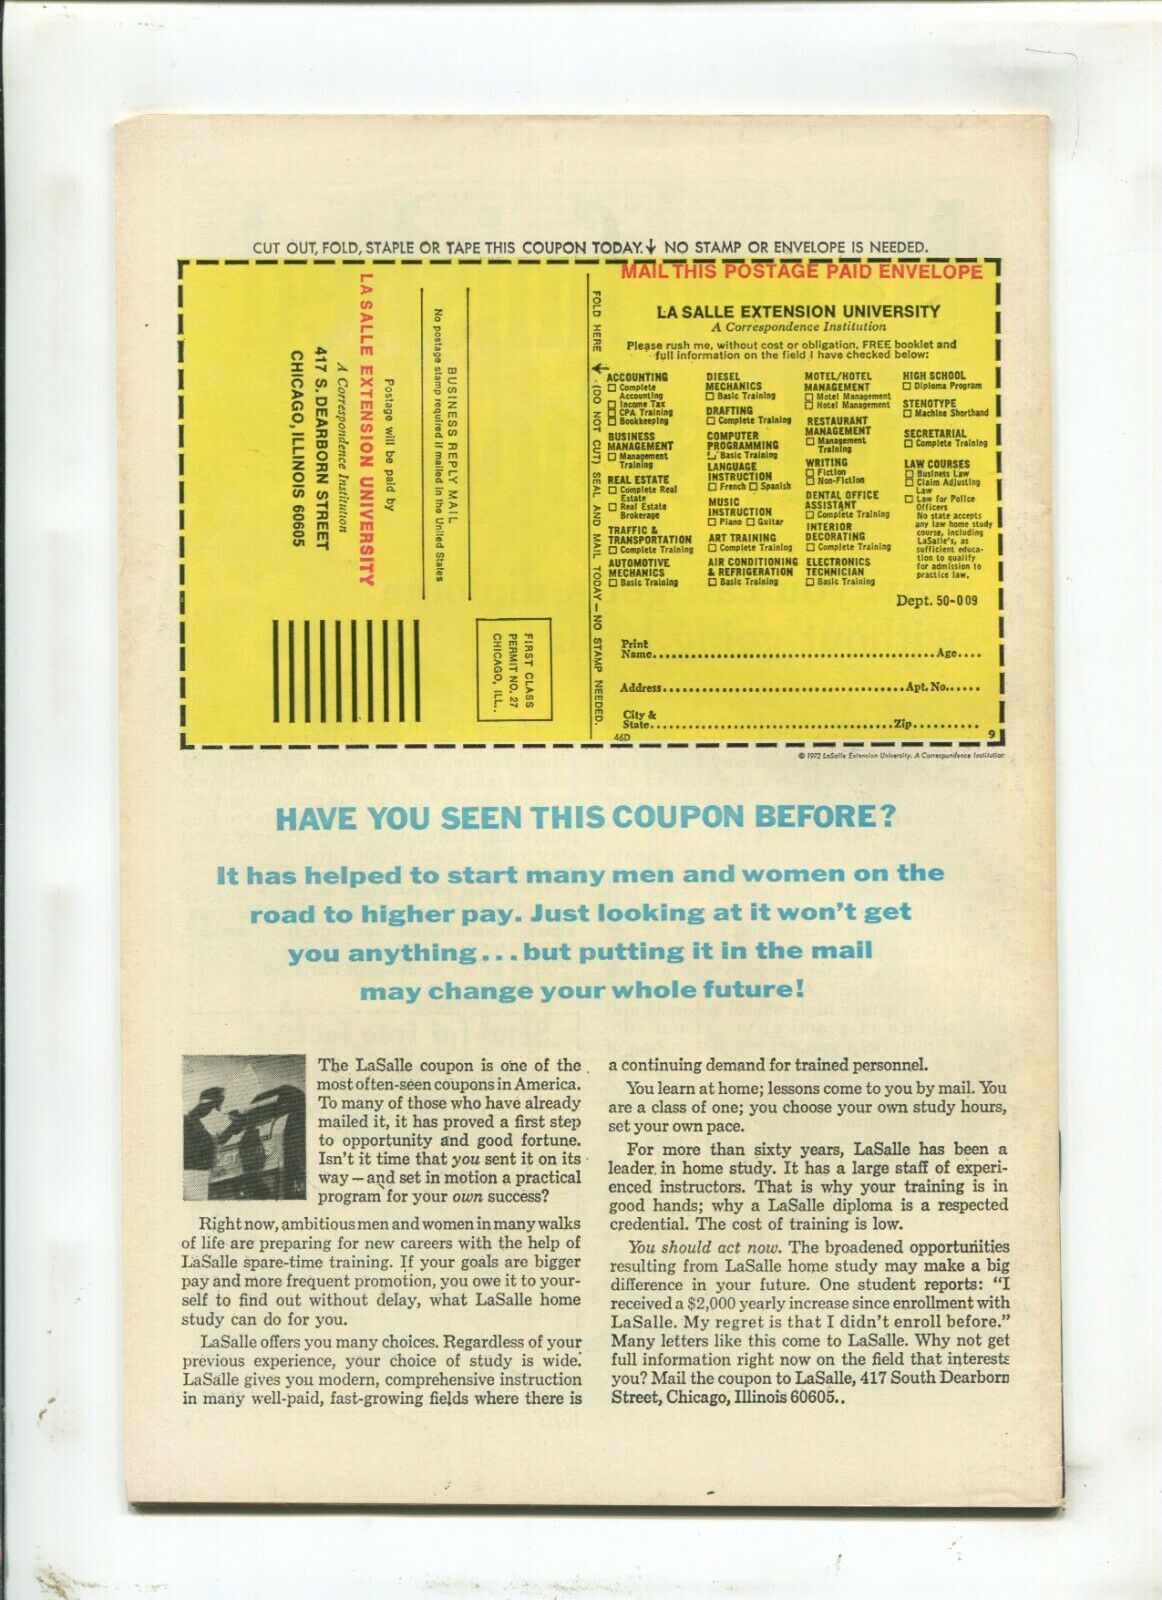 CUT OUT, FOLD, STAPLE OR TAPE THIS COUPON TODAY. NO STAMP OR ENVELOPE IS NEEDED.
LA SALLE EXTENSION UNIVERSITY
A Correspondence Institution
417 S. DEARBORN STREET
CHICAGO, ILLINOIS 60605
Postage will be paid by
BUSINESS REPLY MAIL
No postage stamp required if mailed in the United States
FIRST CLASS
PERMIT NO. 27
CHICAGO, ILL.
FOLD HERE (DO NOT CUT) SEAL AND MAIL TODAY—NO STAMP NEEDED.
MAIL THIS POSTAGE PAID ENVELOPE
LA SALLE EXTENSION UNIVERSITY
A Correspondence Institution
Please rush me, without cost or obligation, FREE booklet and
full information on the field I have checked below:
ACCOUNTING
Complete
Accounting
Income Tax
CPA Training
Bookkeeping
BUSINESS
MANAGEMENT
Management
Training
REAL ESTATE
Complete Real
Estate
Real Estate
Brokerage
TRAFFIC &
TRANSPORTATION
Complete Training
AUTOMOTIVE
MECHANICS
Basic Training
DIESEL
MECHANICS
Basic Training
DRAFTING
Complete Training
COMPUTER
PROGRAMMING
Basic Training
LANGUAGE
INSTRUCTION
French Spanish
MUSIC
INSTRUCTION
Piano Guitar
ART TRAINING
Complete Training
AIR CONDITIONING
& REFRIGERATION
Basic Training
MOTEL/HOTEL
MANAGEMENT
Motel Management
Hotel Management
RESTAURANT
MANAGEMENT
Management
Training
WRITING
Fiction
Non-Fiction
DENTAL OFFICE
ASSISTANT
Complete Training
INTERIOR
DECORATING
Complete Training
ELECTRONICS
TECHNICIAN
Basic Training
HIGH SCHOOL
Diploma Program
STENOTYPE
Machine Shorthand
SECRETARIAL
Complete Training
LAW COURSES
Business Law
Claim Adjusting
Law
Law for Police
Officers
No state accepts
any law home study
course, including
LaSalle's, as
sufficient educa-
tion to qualify
for admission to
practice law.
Dept. 50-009
Print
Name Age
Address Apt. No.
City &
State Zip
46D 9
© 1972 LaSalle Extension University. A Correspondence Institution
HAVE YOU SEEN THIS COUPON BEFORE?
It has helped to start many men and women on the
road to higher pay. Just looking at it won't get
you anything...but putting it in the mail
may change your whole future!
The LaSalle coupon is one of the
most often-seen coupons in America.
To many of those who have already
mailed it, it has proved a first step
to opportunity and good fortune.
Isn't it time that you sent it on its
way—and set in motion a practical
program for your own success?
Right now, ambitious men and women in many walks
of life are preparing for new careers with the help of
LaSalle spare-time training. If your goals are bigger
pay and more frequent promotion, you owe it to your-
self to find out without delay, what LaSalle home
study can do for you.
LaSalle offers you many choices. Regardless of your
previous experience, your choice of study is wide.
LaSalle gives you modern, comprehensive instruction
in many well-paid, fast-growing fields where there is
a continuing demand for trained personnel.
You learn at home; lessons come to you by mail. You
are a class of one; you choose your own study hours,
set your own pace.
For more than sixty years, LaSalle has been a
leader in home study. It has a large staff of experi-
enced instructors. That is why your training is in
good hands; why a LaSalle diploma is a respected
credential. The cost of training is low.
You should act now. The broadened opportunities
resulting from LaSalle home study may make a big
difference in your future. One student reports: "I
received a $2,000 yearly increase since enrollment with
LaSalle. My regret is that I didn't enroll before."
Many letters like this come to LaSalle. Why not get
full information right now on the field that interests
you? Mail the coupon to LaSalle, 417 South Dearborn
Street, Chicago, Illinois 60605..